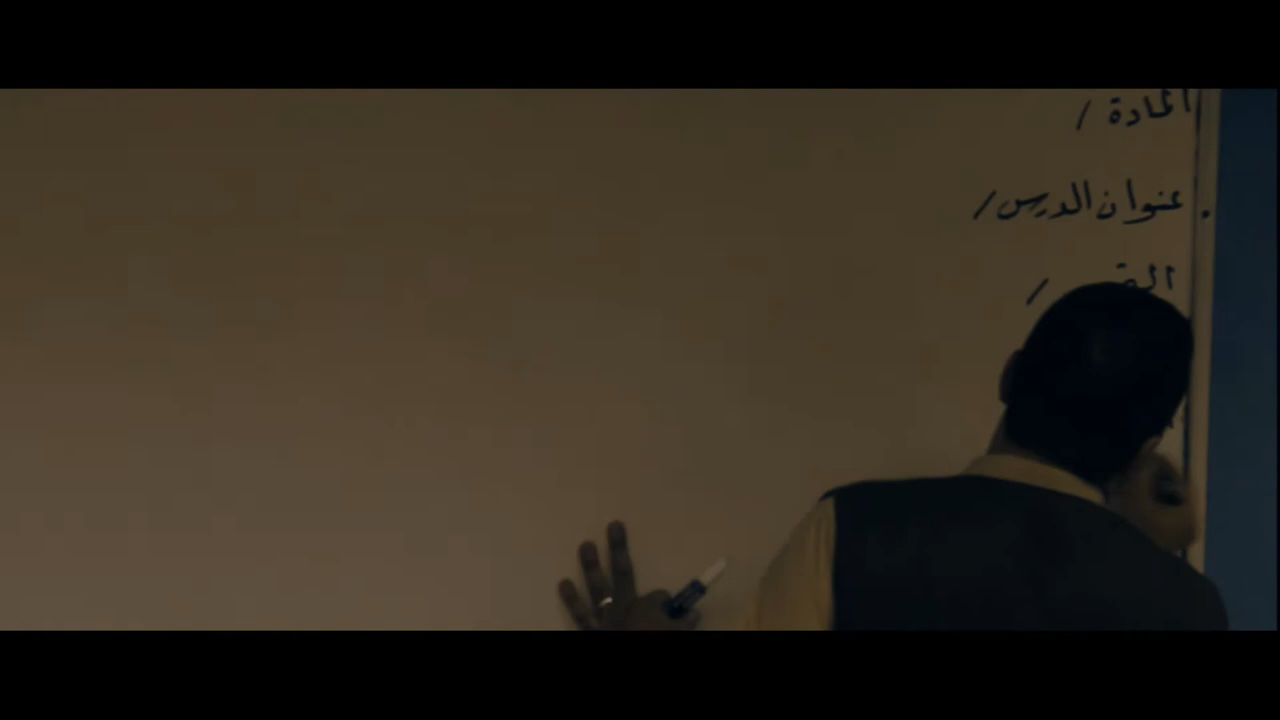 المادة /
عنوان الدرس /
/